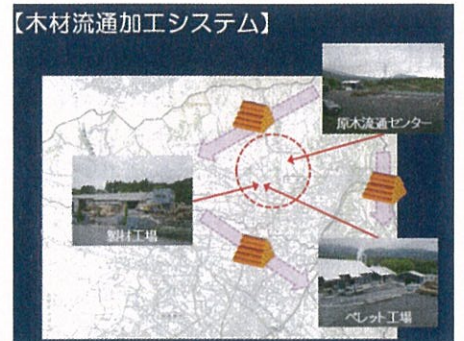 【木材流通加工システム】
原木流通センター
製材工場
ペレット工場